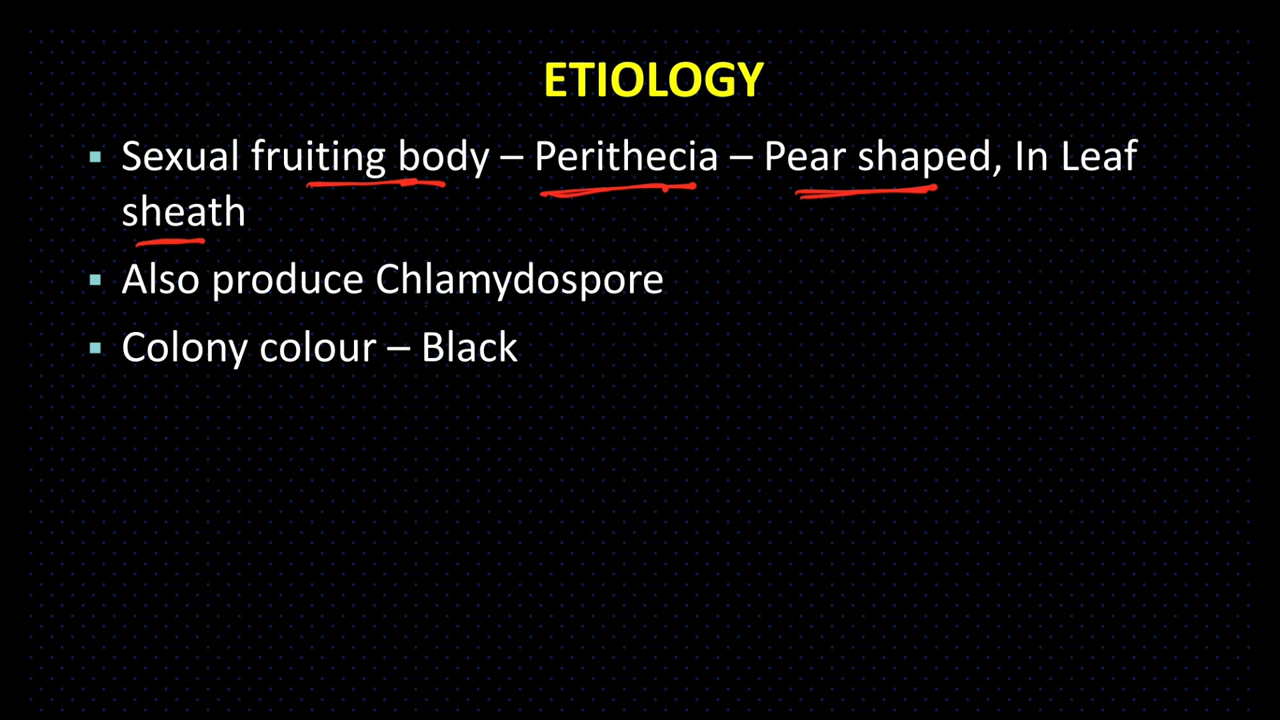 ETIOLOGY
▪ Sexual fruiting body – Perithecia – Pear shaped, In Leaf
sheath
▪ Also produce Chlamydospore
▪ Colony colour – Black